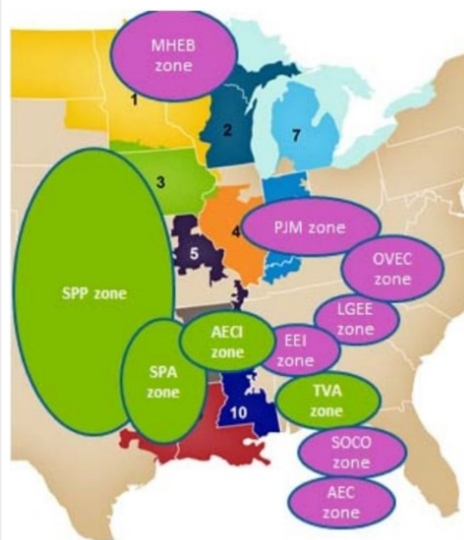 MHEB
zone
1
2
7
3
4
PJM zone
5
OVEC
zone
SPP zone
LGEE
zone
AECI
zone
EEI
zone
SPA
zone
TVA
zone
10
SOCO
zone
AEC
zone